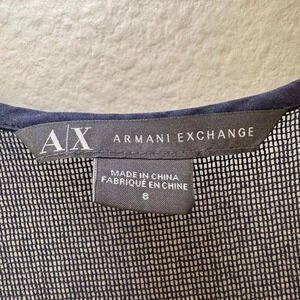 A|X ARMANI EXCHANGE
MADE IN CHINA
FABRIQUÉ EN CHINE
8